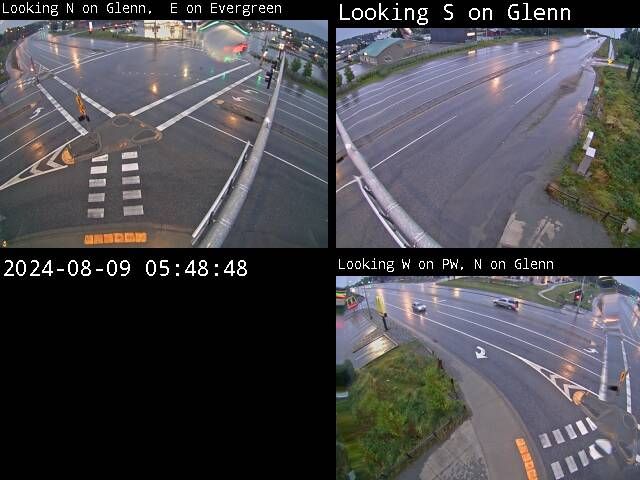 Looking N on Glenn,  E on Evergreen
Looking S on Glenn
2024-08-09 05:48:48
Looking W on PW, N on Glenn